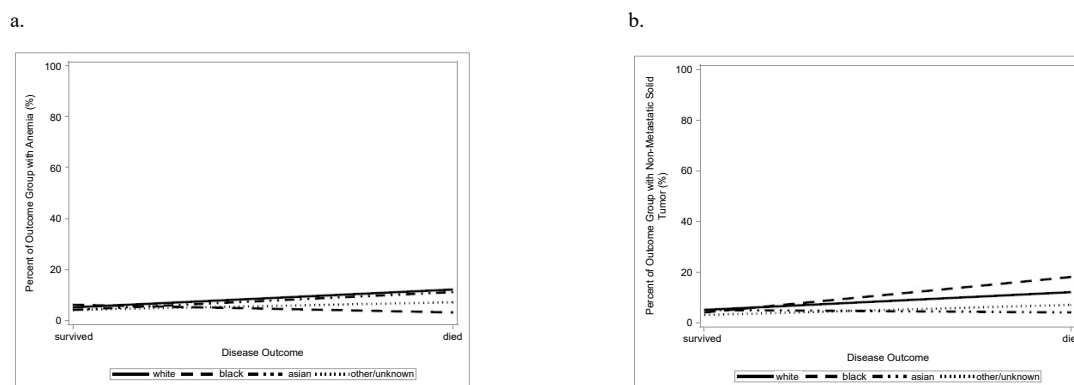 a.
b.
Percent of Outcome Group with Anemia (%)
100
80
60
40
20
0
survived
died
Disease Outcome
white black asian other/unknown
Percent of Outcome Group with Non-Metastatic Solid
Tumor (%)
100
80
60
40
20
0
survived
died
Disease Outcome
white black asian other/unknown